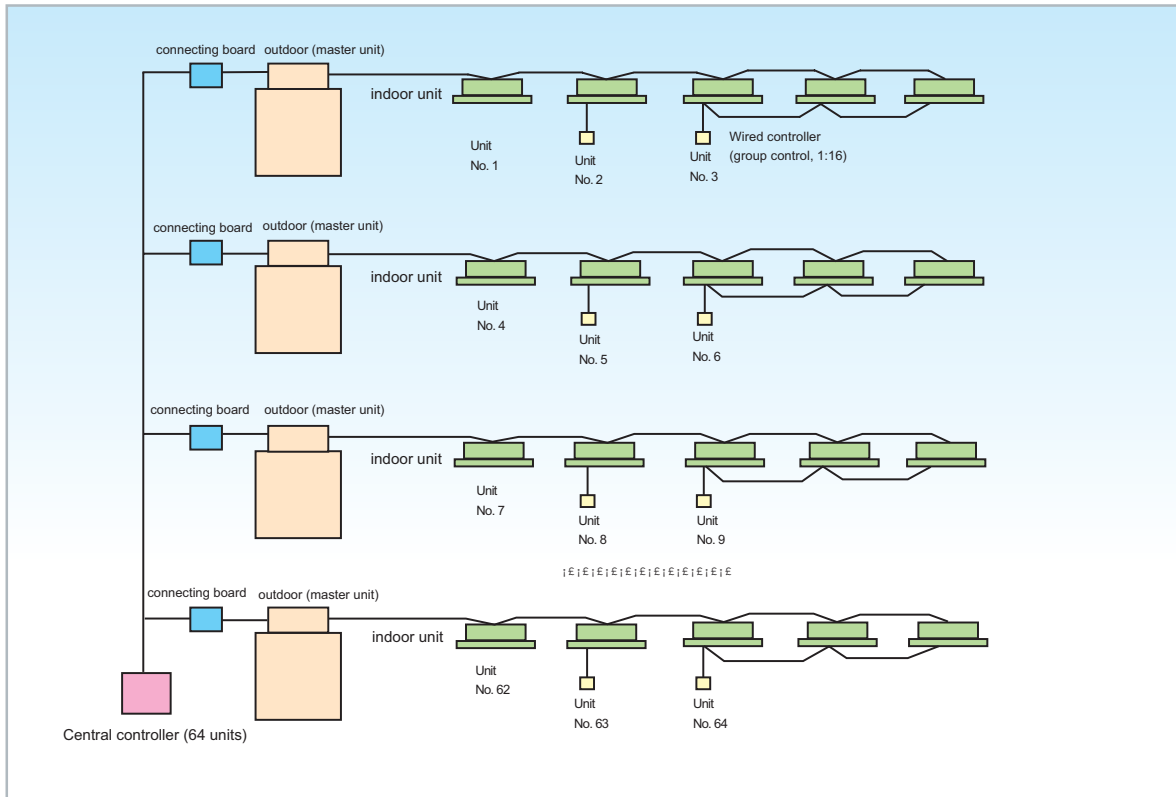 connecting board outdoor (master unit)
indoor unit
Unit
No. 1
Unit
No. 2
Unit
No. 3
Wired controller
(group control, 1:16)
connecting board outdoor (master unit)
indoor unit
Unit
No. 4
Unit
No. 5
Unit
No. 6
connecting board outdoor (master unit)
indoor unit
Unit
No. 7
Unit
No. 8
Unit
No. 9
¡£¡£¡£¡£¡£¡£¡£¡£¡£¡£¡£¡£
connecting board outdoor (master unit)
indoor unit
Unit
No. 62
Unit
No. 63
Unit
No. 64
Central controller (64 units)